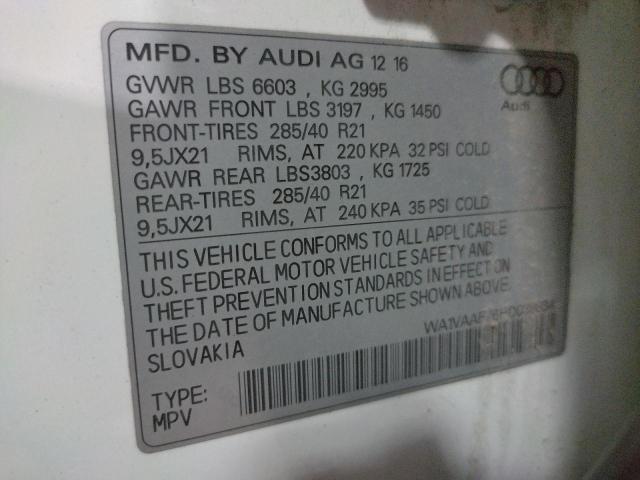 MFD. BY AUDI AG 12 16
GVWR LBS 6603 , KG 2995
GAWR FRONT LBS 3197 , KG 1450
FRONT-TIRES 285/40 R21
9,5JX21 RIMS, AT 220 KPA 32 PSI COLD
GAWR REAR LBS3803 , KG 1725
REAR-TIRES 285/40 R21
9,5JX21 RIMS, AT 240 KPA 35 PSI COLD
Audi
THIS VEHICLE CONFORMS TO ALL APPLICABLE
U.S. FEDERAL MOTOR VEHICLE SAFETY AND
THEFT PREVENTION STANDARDS IN EFFECT ON
THE DATE OF MANUFACTURE SHOWN ABOVE.
SLOVAKIA
TYPE:
MPV